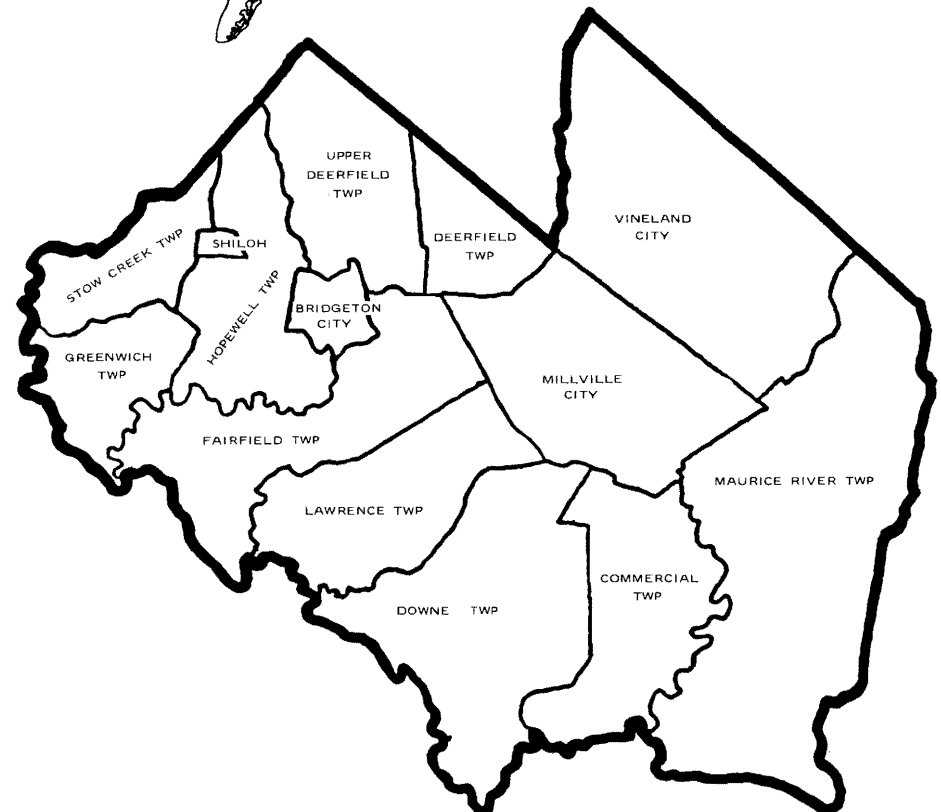 UPPER
DEERFIELD
TWP
VINELAND
CITY
DEERFIELD
TWP
STOW CREEK TWP
SHILOH
HOPEWELL TWP
BRIDGETON
CITY
GREENWICH
TWP
MILLVILLE
CITY
FAIRFIELD TWP
MAURICE RIVER TWP
LAWRENCE TWP
COMMERCIAL
TWP
DOWNE TWP